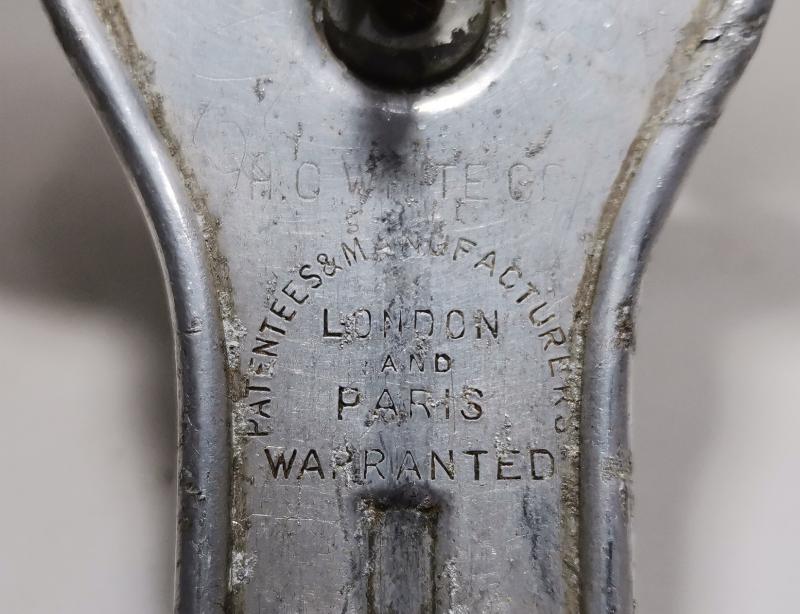 H.C WHITE CO
PATENTEES & MANUFACTURERS
LONDON
AND
PARIS
WARRANTED